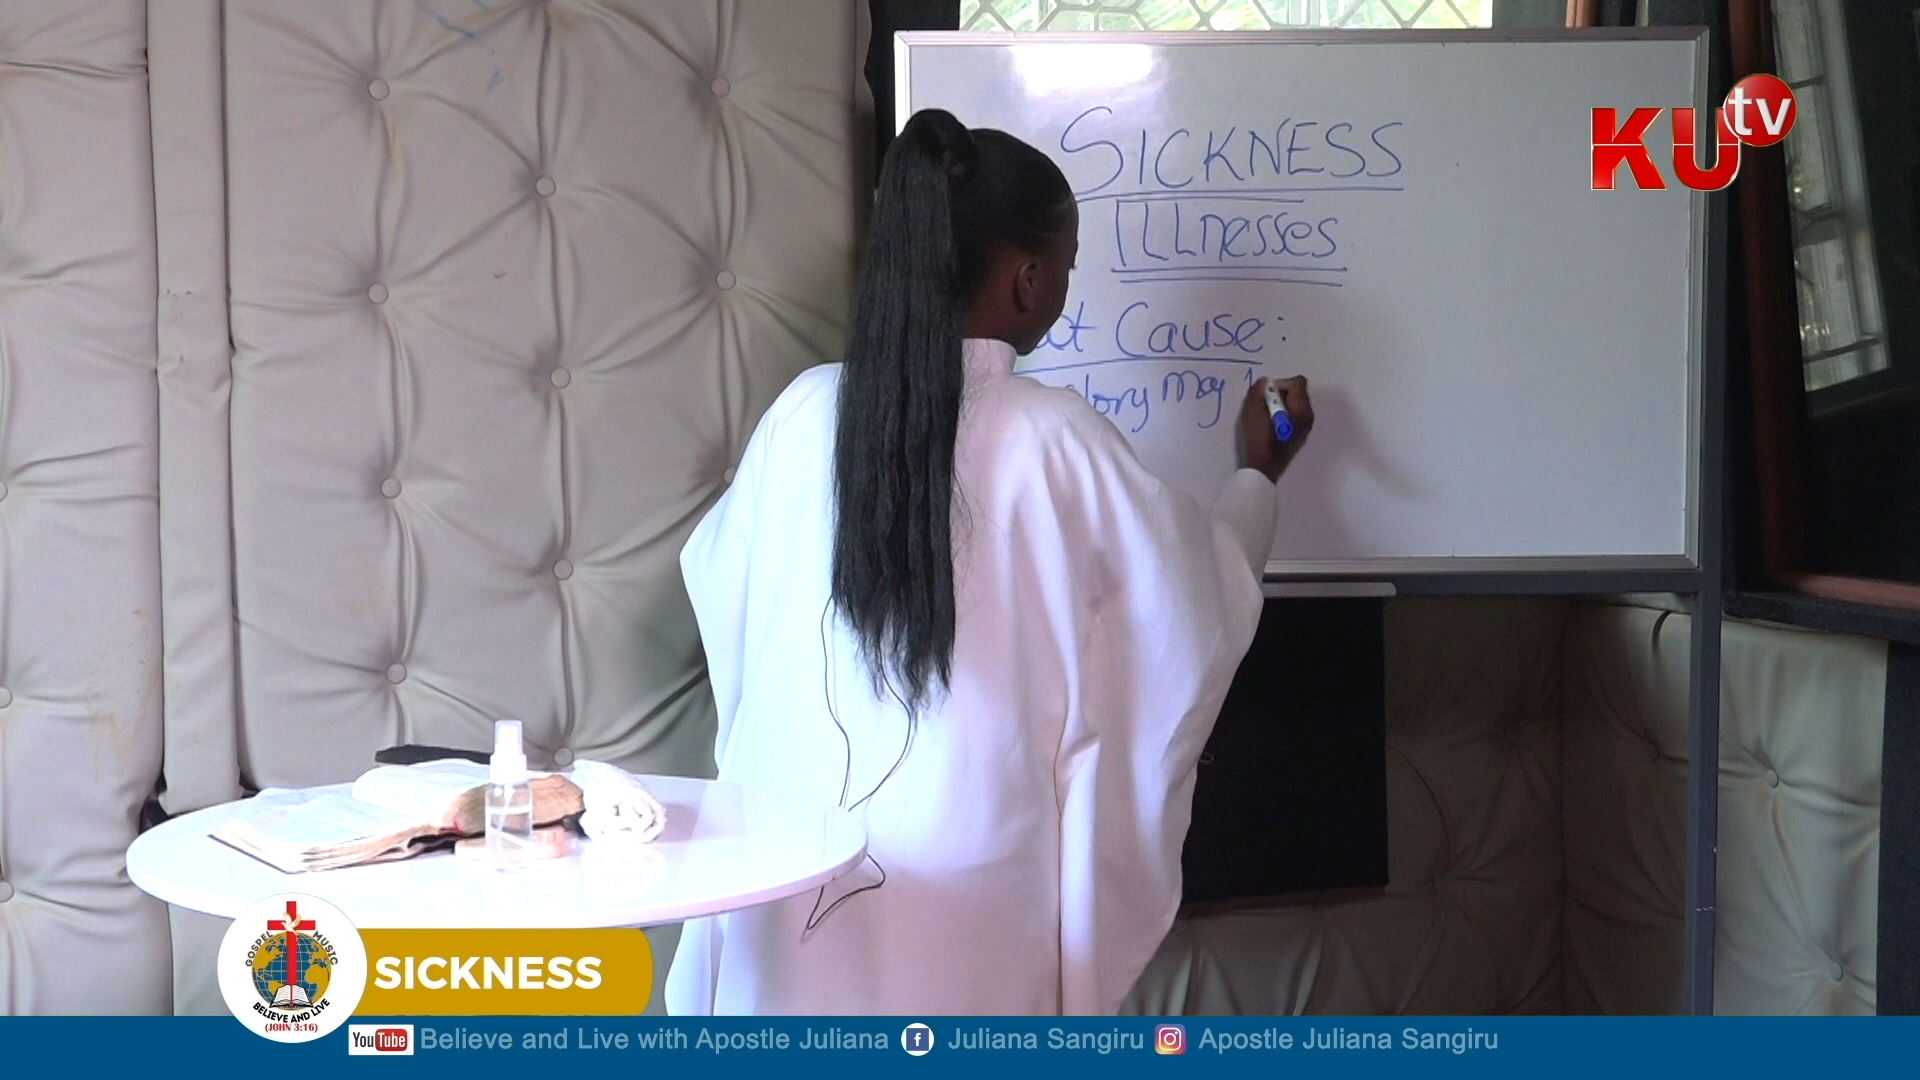 SICKNESS
ILLnesses
Cause:
May
KU tv
GOSPEL MUSIC
BELIEVE AND LIVE
(JOHN 3:16)
SICKNESS
YouTube Believe and Live with Apostle Juliana f Juliana Sangiru Apostle Juliana Sangiru